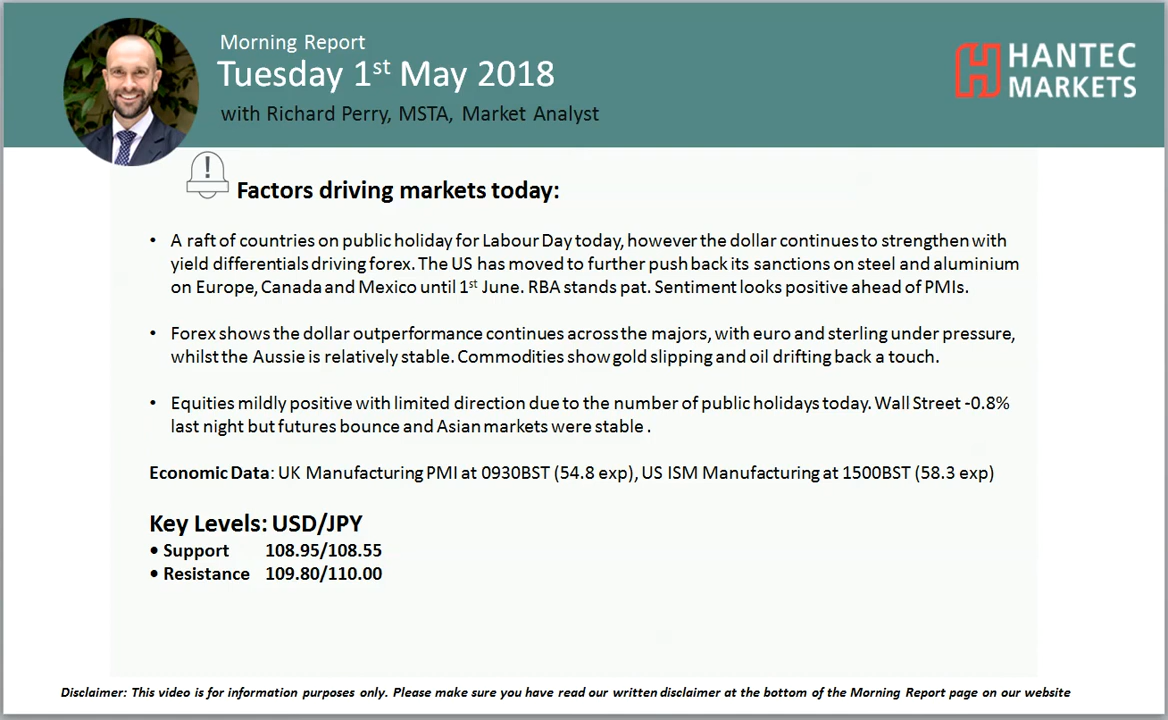 Morning Report
Tuesday 1st May 2018
with Richard Perry, MSTA, Market Analyst
HANTEC
MARKETS
!
Factors driving markets today:
• A raft of countries on public holiday for Labour Day today, however the dollar continues to strengthen with
yield differentials driving forex. The US has moved to further push back its sanctions on steel and aluminium
on Europe, Canada and Mexico until 1st June. RBA stands pat. Sentiment looks positive ahead of PMIs.
• Forex shows the dollar outperformance continues across the majors, with euro and sterling under pressure,
whilst the Aussie is relatively stable. Commodities show gold slipping and oil drifting back a touch.
• Equities mildly positive with limited direction due to the number of public holidays today. Wall Street -0.8%
last night but futures bounce and Asian markets were stable .
Economic Data: UK Manufacturing PMI at 0930BST (54.8 exp), US ISM Manufacturing at 1500BST (58.3 exp)
Key Levels: USD/JPY
• Support 108.95/108.55
• Resistance 109.80/110.00
Disclaimer: This video is for information purposes only. Please make sure you have read our written disclaimer at the bottom of the Morning Report page on our website